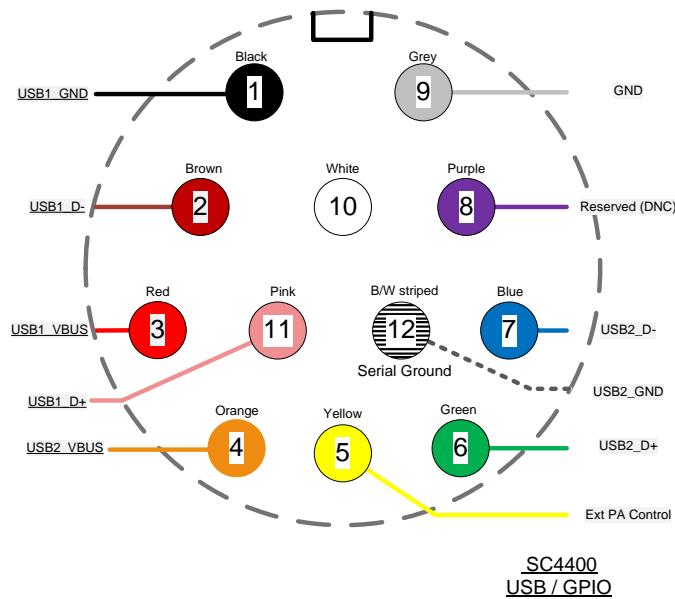 Black
Grey
USB1_GND
1
9
GND
Brown
White
Purple
USB1_D-
2
10
8
Reserved (DNC)
Red
Pink
B/W striped
Blue
USB1_VBUS
3
11
12
7
USB2_D-
Serial Ground
USB1_D+
USB2_GND
Orange
Yellow
Green
USB2_VBUS
4
5
6
USB2_D+
Ext PA Control
SC4400
USB / GPIO